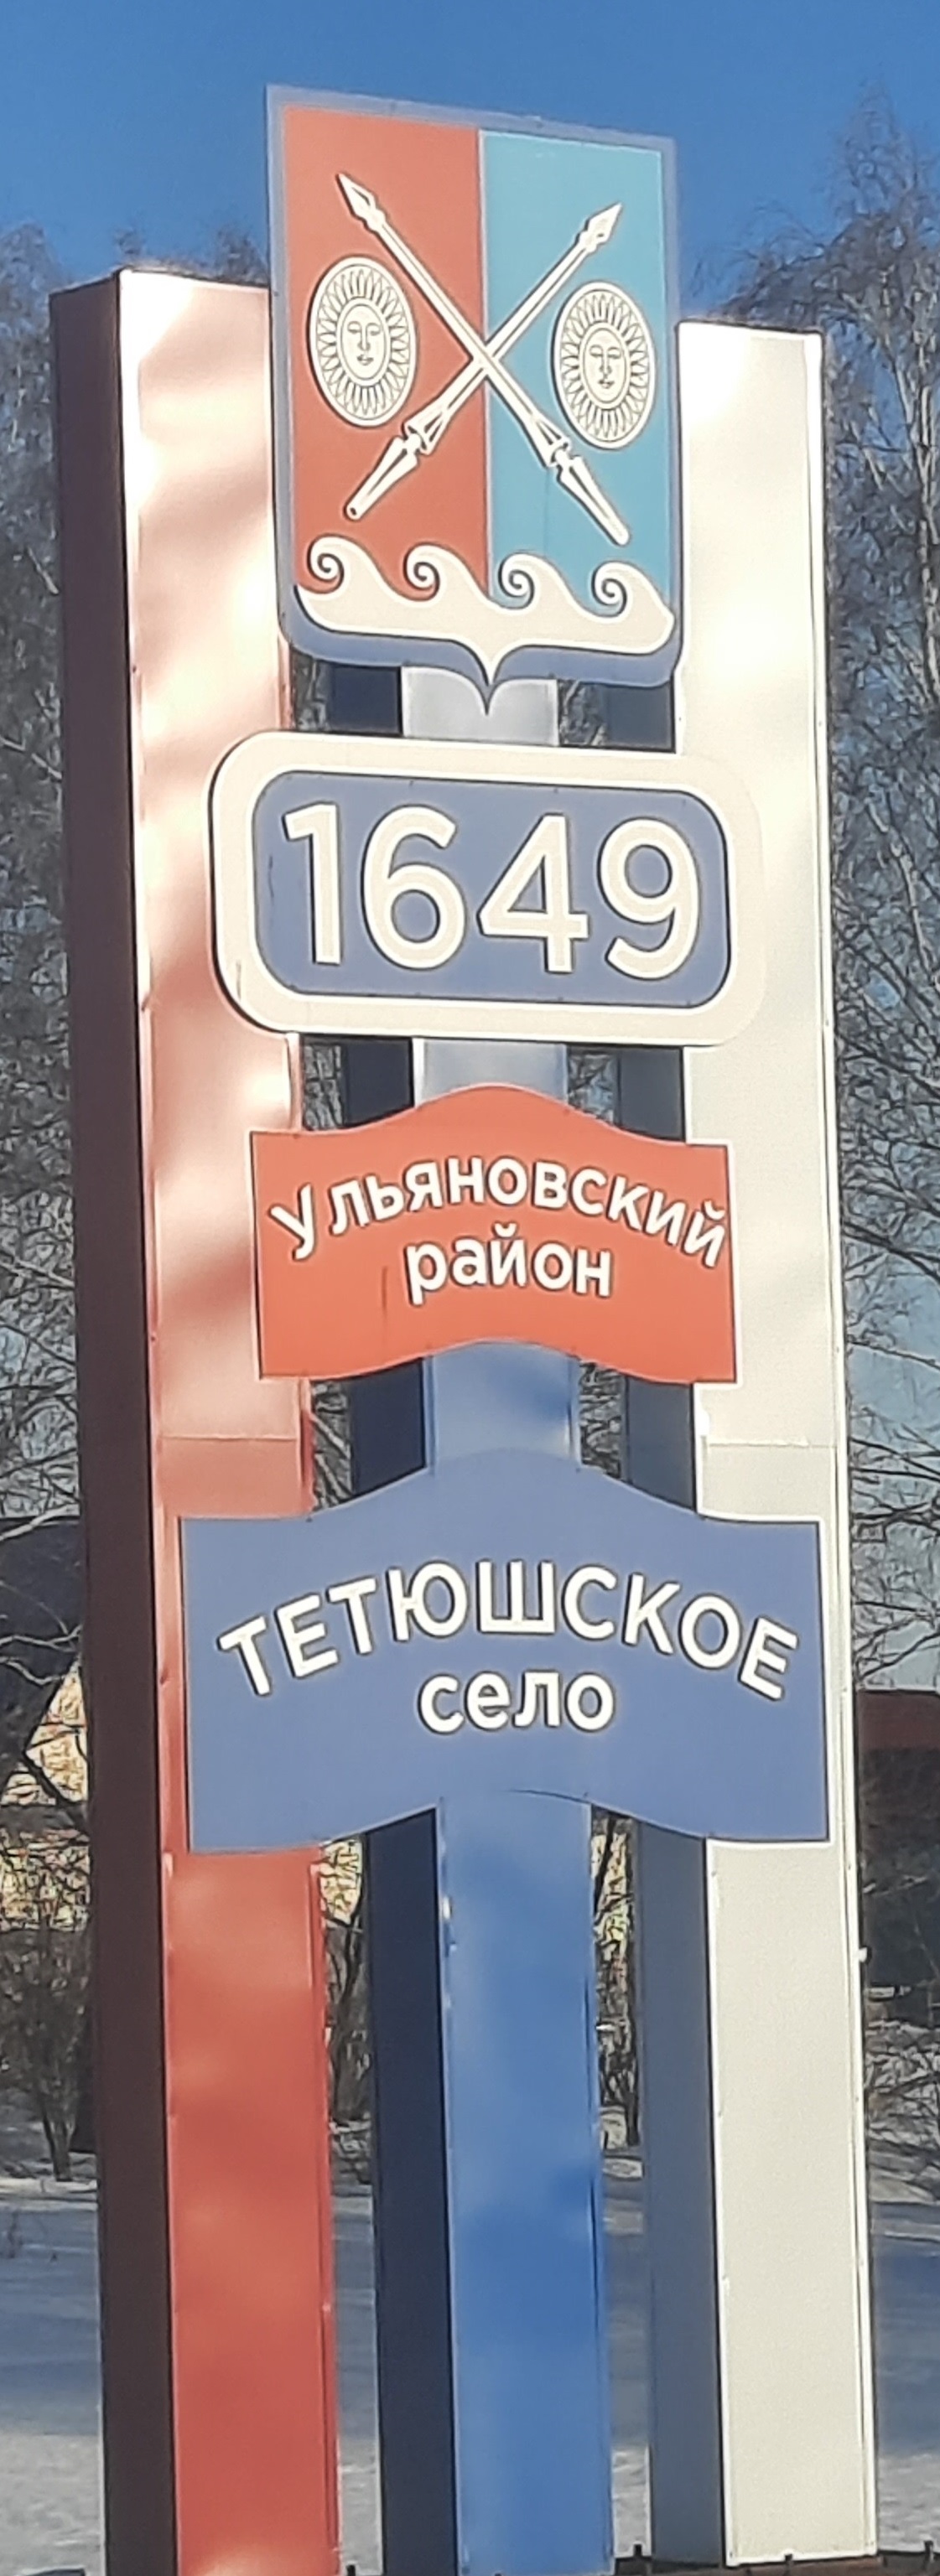 1649
Ульяновский
район
ТЕТЮШСКОЕ
село